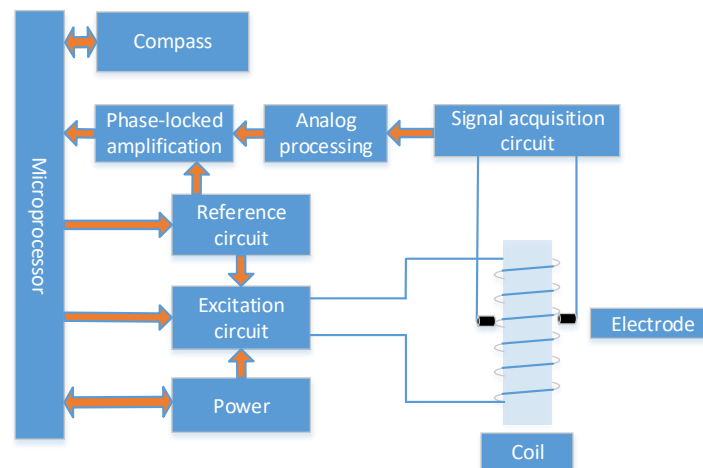 Compass
Phase-locked
amplification
Analog
processing
Signal acquisition
circuit
Microprocessor
Reference
circuit
Excitation
circuit
Electrode
Power
Coil